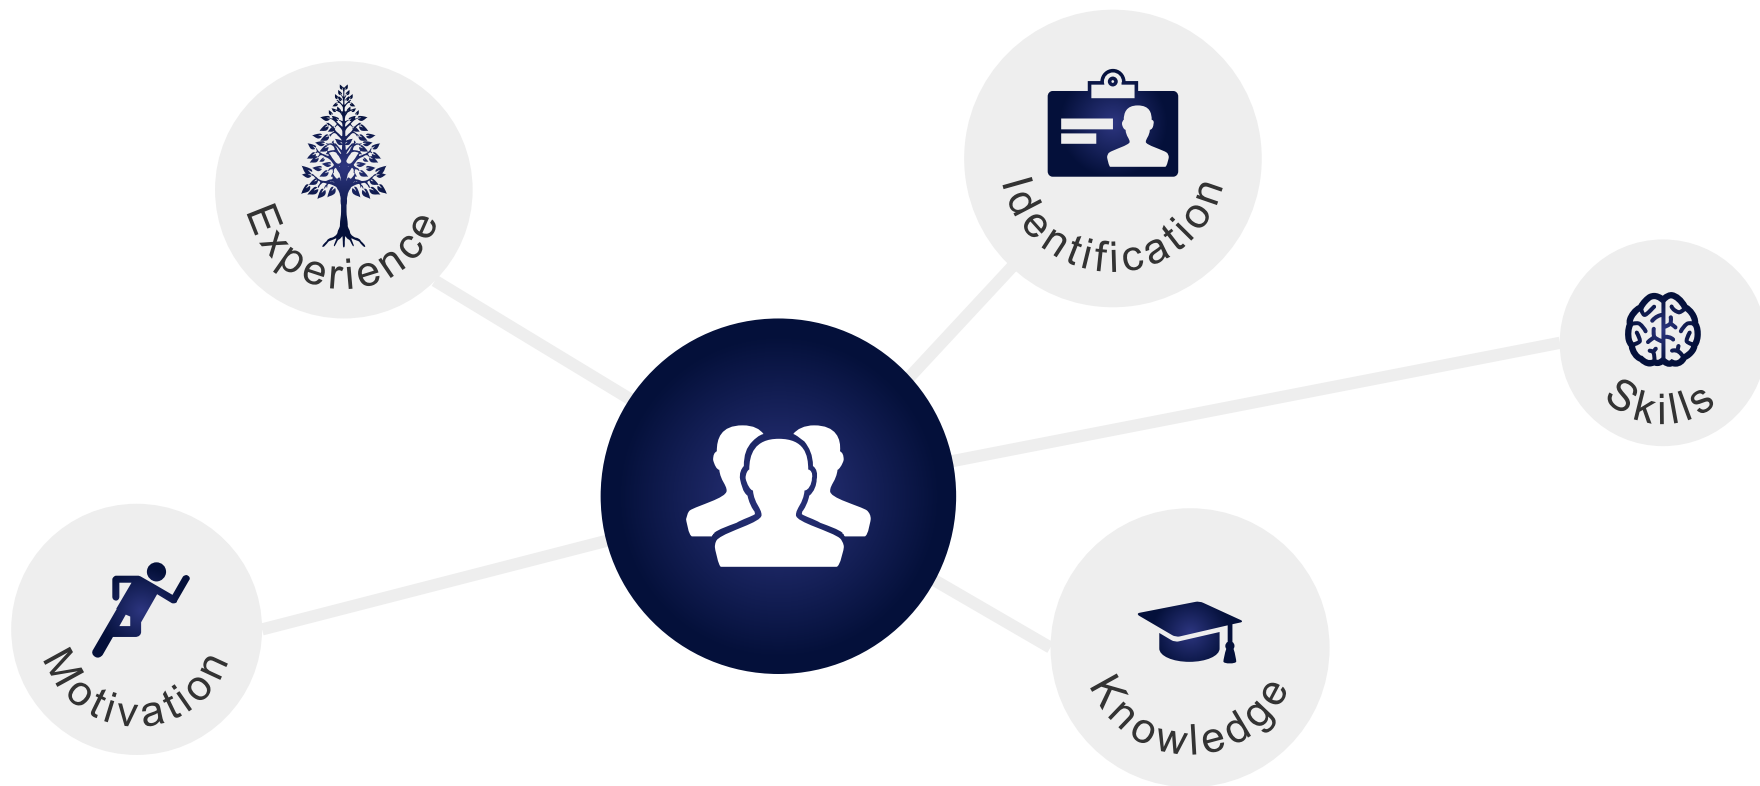 Experience
Identification
Skills
Motivation
Knowledge